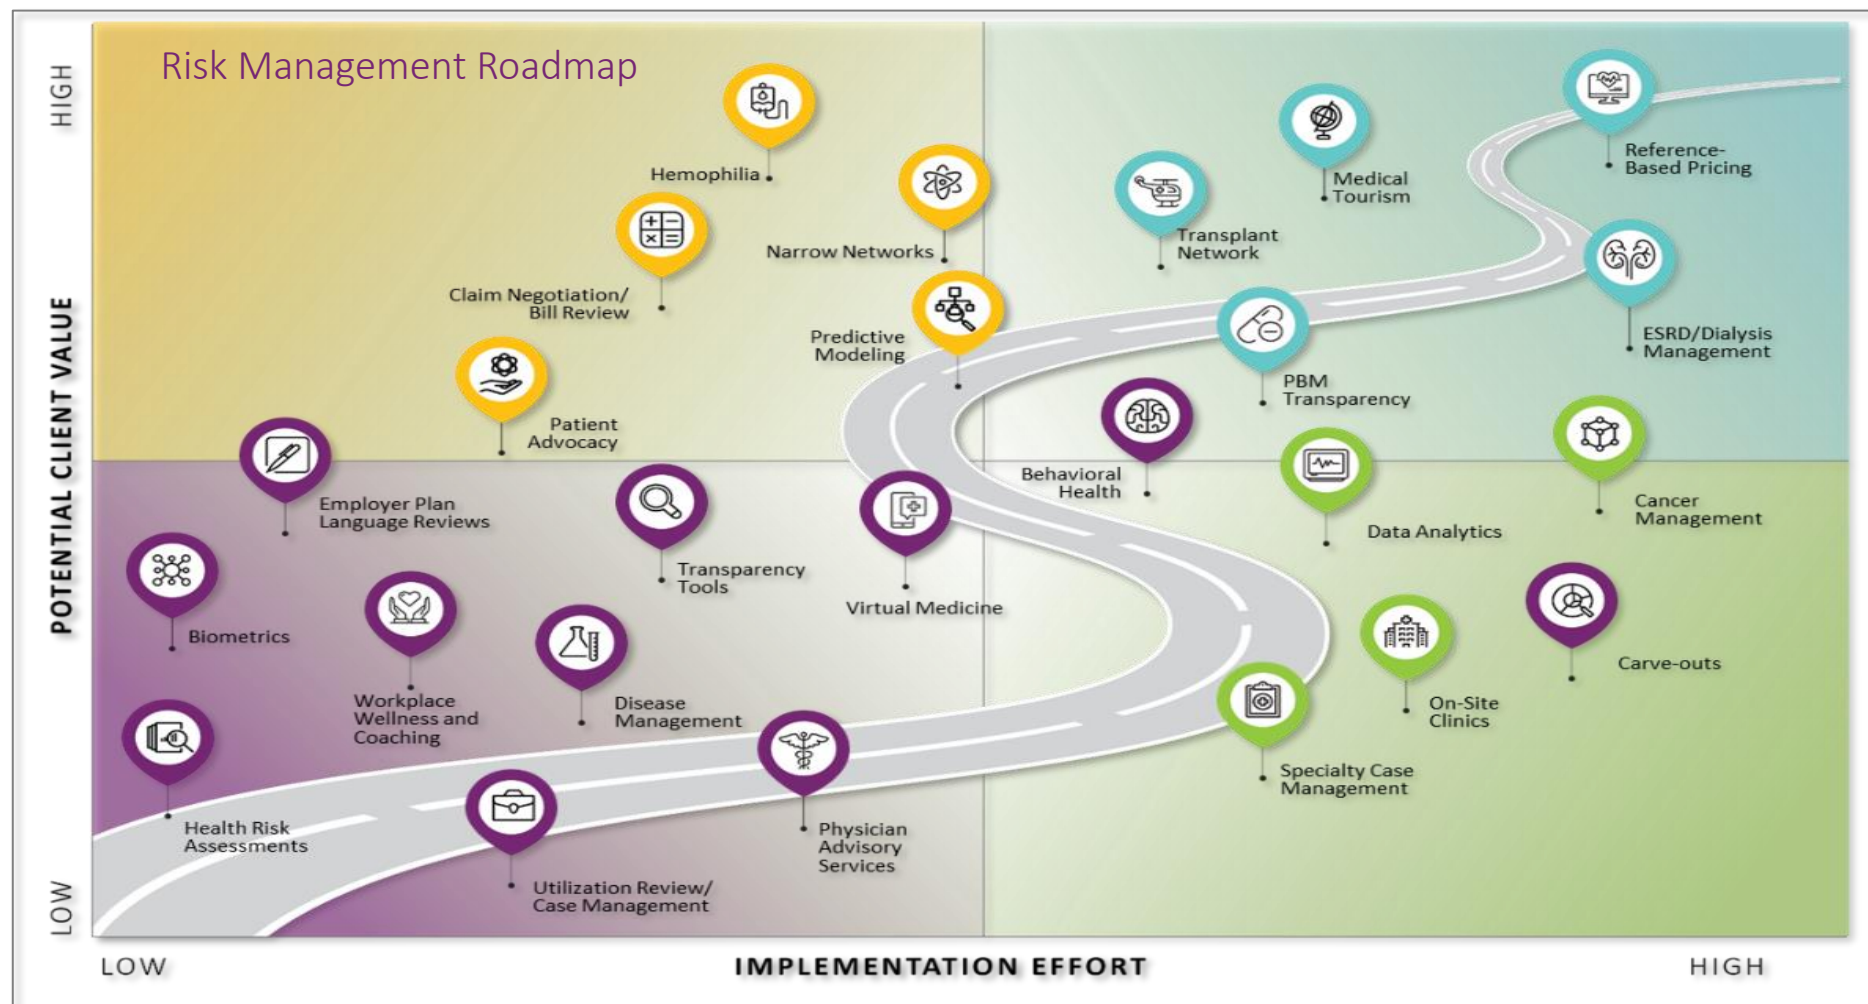 Risk Management Roadmap
HIGH
POTENTIAL CLIENT VALUE
LOW
Hemophilia
Narrow Networks
Claim Negotiation/
Bill Review
Predictive
Modeling
Patient
Advocacy
Medical
Tourism
Transplant
Network
Reference-
Based Pricing
ESRD/Dialysis
Management
PBM
Transparency
Behavioral
Health
Employer Plan
Language Reviews
Transparency
Tools
Virtual Medicine
Biometrics
Workplace
Wellness and
Coaching
Disease
Management
Health Risk
Assessments
Utilization Review/
Case Management
Physician
Advisory
Services
Data Analytics
Cancer
Management
Carve-outs
On-Site
Clinics
Specialty Case
Management
LOW
IMPLEMENTATION EFFORT
HIGH